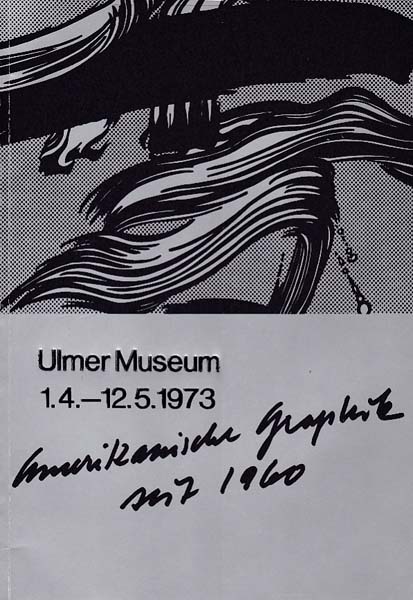 Ulmer Museum
1.4.–12.5.1973
Amerikanische Graphik
seit 1960